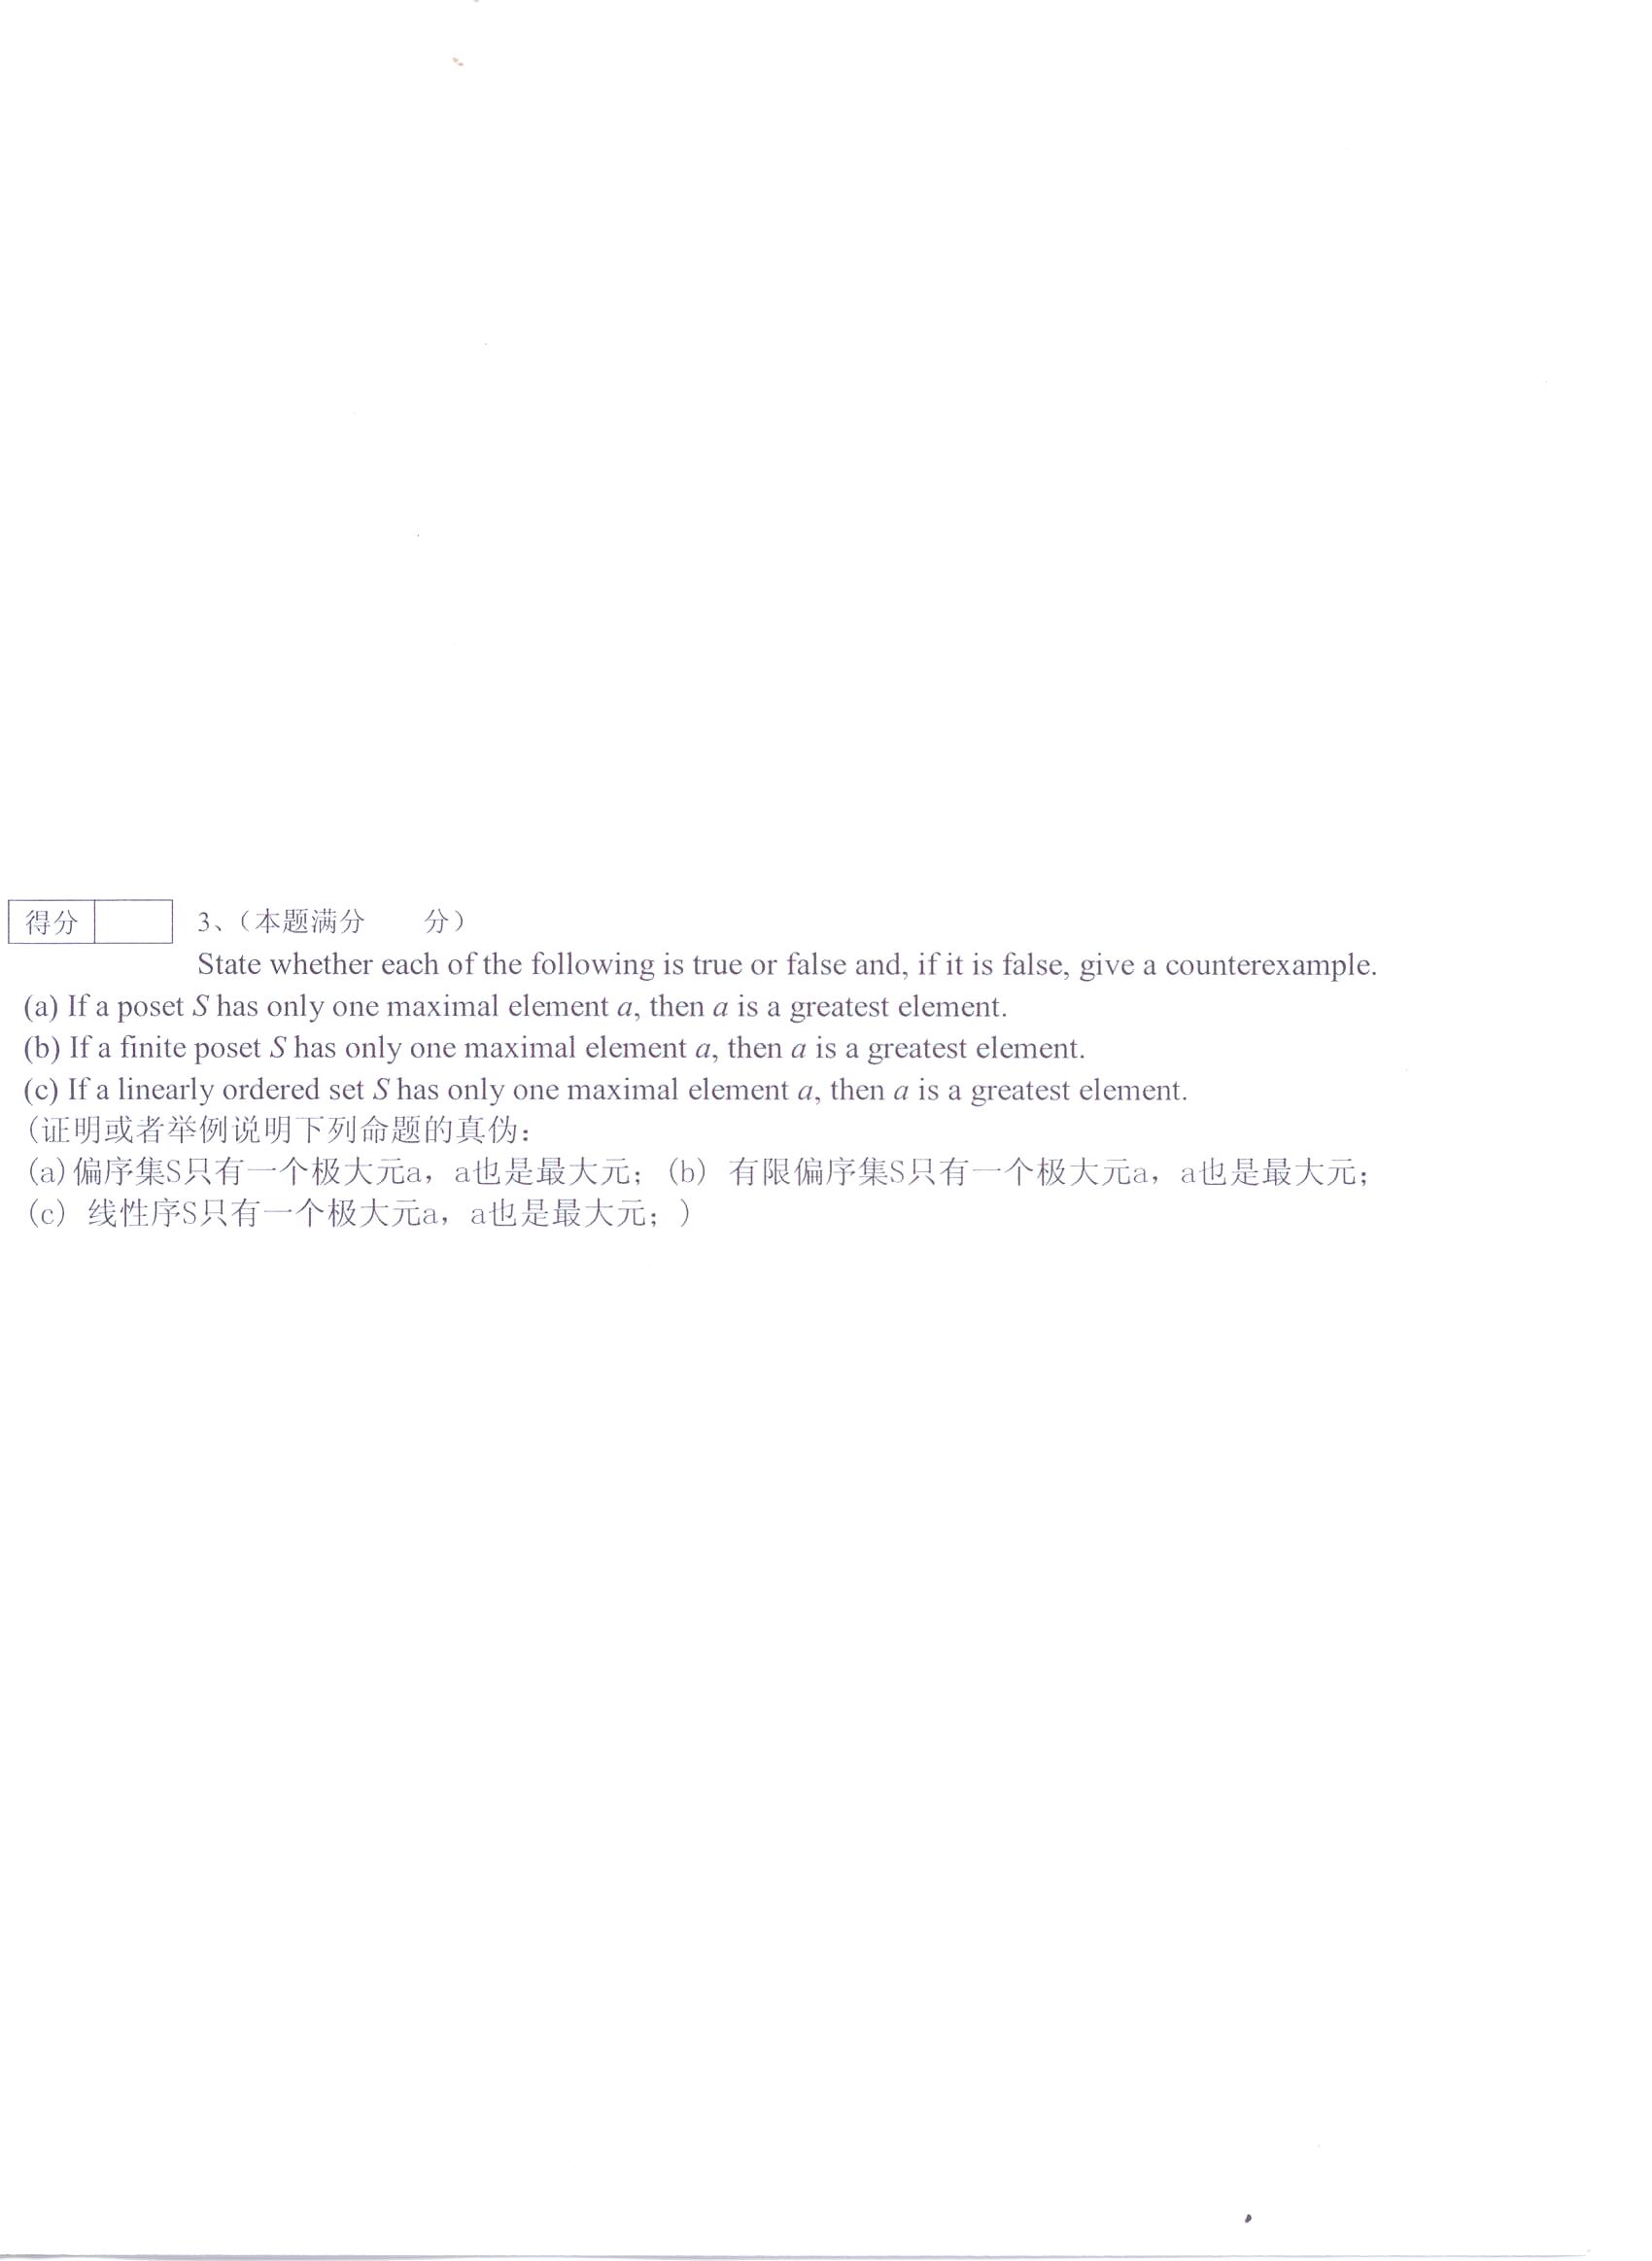 得分 3、（本题满分 分）
State whether each of the following is true or false and, if it is false, give a counterexample.
(a) If a poset S has only one maximal element a, then a is a greatest element.
(b) If a finite poset S has only one maximal element a, then a is a greatest element.
(c) If a linearly ordered set S has only one maximal element a, then a is a greatest element.
（证明或者举例说明下列命题的真伪：
(a)偏序集S只有一个极大元a，a也是最大元；(b) 有限偏序集S只有一个极大元a，a也是最大元；
(c) 线性序S只有一个极大元a，a也是最大元；）